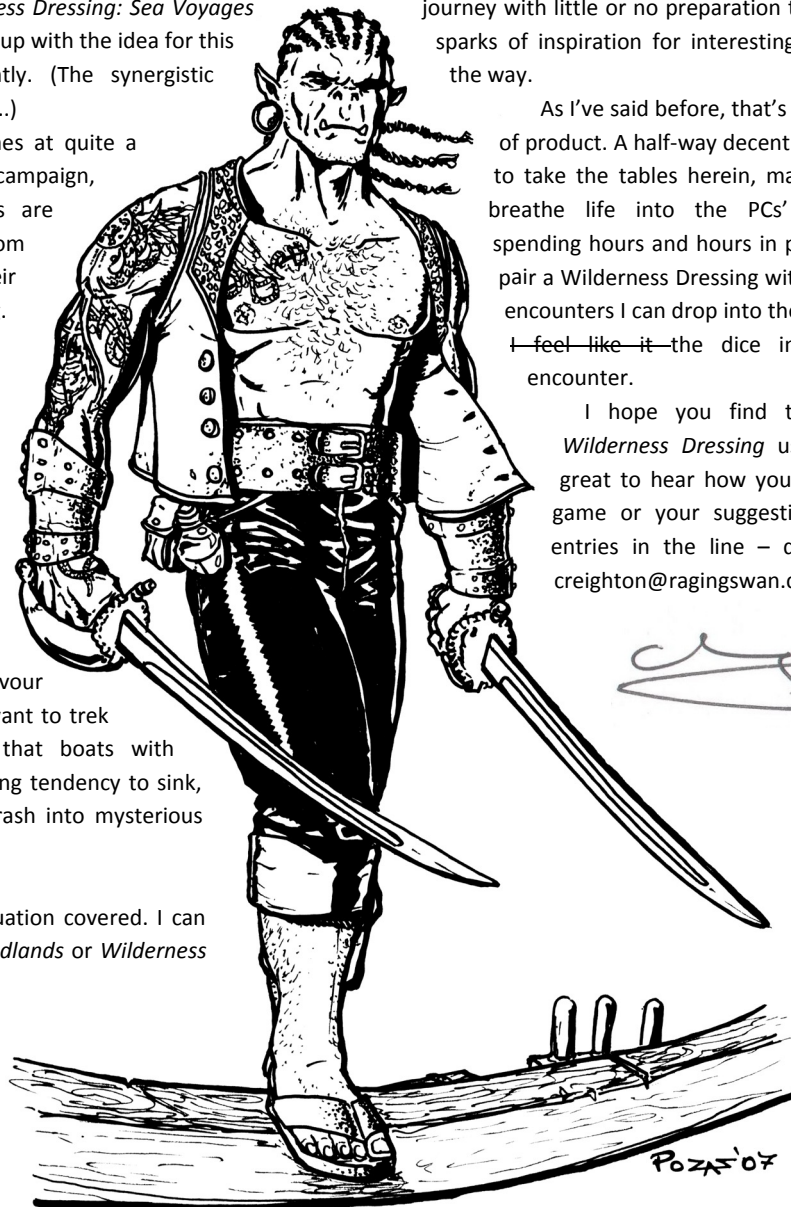 ess Dressing: Sea Voyages
up with the idea for this
tly. (The synergistic
..)
nes at quite a
campaign,
s are
om
eir
.
vour
ant to trek
that boats with
ng tendency to sink,
rash into mysterious
uation covered. I can
dlands or Wilderness
journey with little or no preparation t
sparks of inspiration for interesting
the way.
As I've said before, that's
of product. A half-way decent
to take the tables herein, ma
breathe life into the PCs'
spending hours and hours in p
pair a Wilderness Dressing wit
encounters I can drop into the
I feel like it the dice in
encounter.
I hope you find t
Wilderness Dressing us
great to hear how you
game or your suggesti
entries in the line – d
creighton@ragingswan.c
POZAS'07